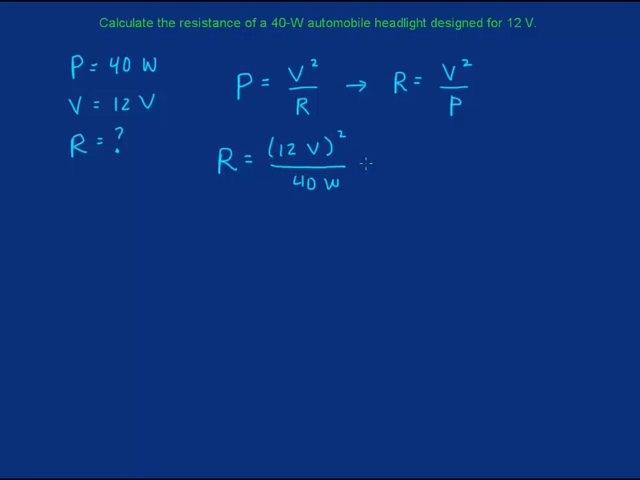 Calculate the resistance of a 40-W automobile headlight designed for 12 V.
P = 40 W
V = 12 V
R = ?
P = V² / R → R = V² / P
R = (12 V)² / 40 W